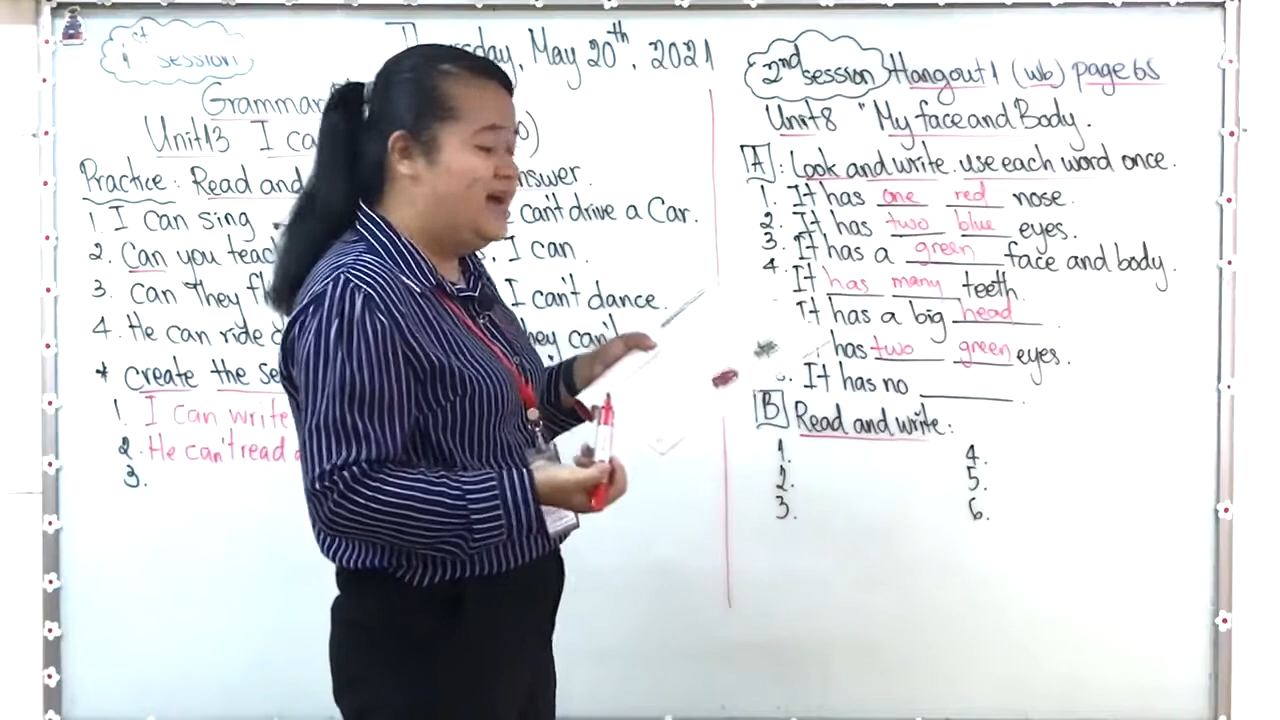 1st session
Thursday, May 20th, 2021
Grammar
Unit 13 I ca
Practice: Read and nswer.
1. I can sing can't drive a Car.
2. Can you teac I can.
3. Can They fl I can't dance.
4. He can ride hey can't
* create the se
1. I can write
2. He can't read
3.
2nd session Hangout 1 (wb) page 65
Unit 8 "My face and Body.
A: Look and write. use each word once.
1. It has one red nose.
2. It has two blue eyes.
3. It has a green face and body.
4. It has many teeth.
It has a big head.
has two green eyes.
It has no ______.
B Read and write:
1. 4.
2. 5.
3. 6.